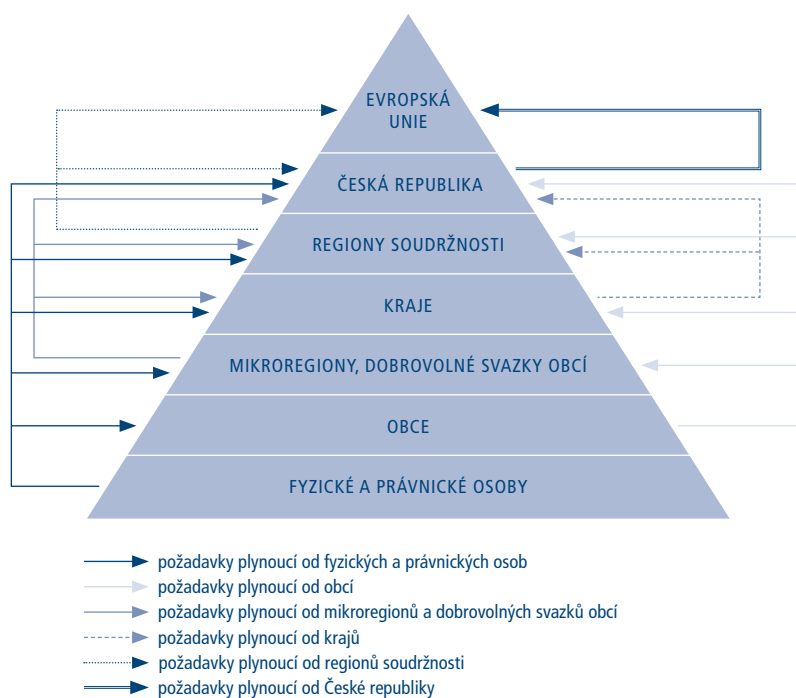 EVROPSKÁ
UNIE
ČESKÁ REPUBLIKA
REGIONY SOUDRŽNOSTI
KRAJE
MIKROREGIONY, DOBROVOLNÉ SVAZKY OBCÍ
OBCE
FYZICKÉ A PRÁVNICKÉ OSOBY
požadavky plynoucí od fyzických a právnických osob
požadavky plynoucí od obcí
požadavky plynoucí od mikroregionů a dobrovolných svazků obcí
požadavky plynoucí od krajů
požadavky plynoucí od regionů soudržnosti
požadavky plynoucí od České republiky